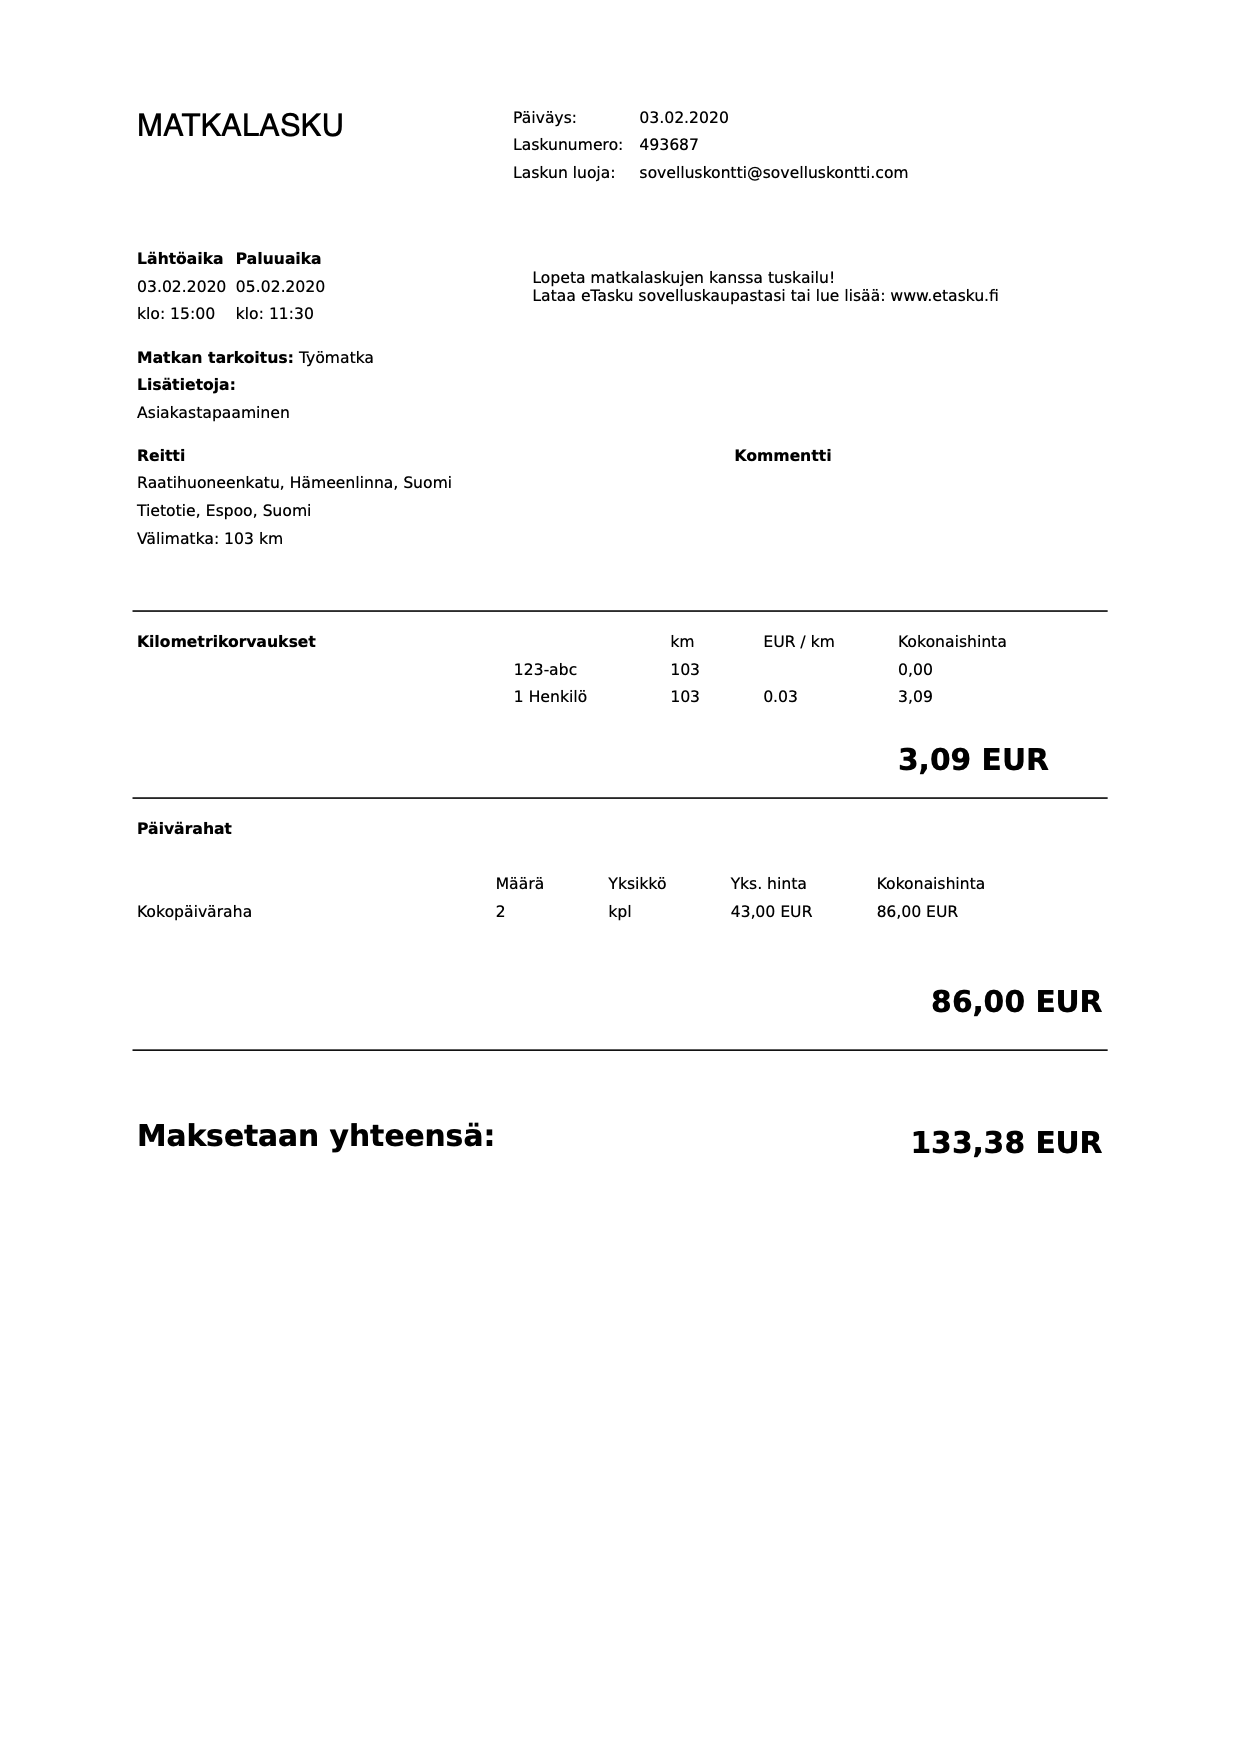 MATKALASKU
Päiväys: 03.02.2020
Laskunumero: 493687
Laskun luoja: sovelluskontti@sovelluskontti.com
Lähtöaika Paluuaika
03.02.2020 05.02.2020
klo: 15:00 klo: 11:30
Lopeta matkalaskujen kanssa tuskailu!
Lataa eTasku sovelluskaupastasi tai lue lisää: www.etasku.fi
Matkan tarkoitus: Työmatka
Lisätietoja:
Asiakastapaaminen
Reitti Kommentti
Raatihuoneenkatu, Hämeenlinna, Suomi
Tietotie, Espoo, Suomi
Välimatka: 103 km
Kilometrikorvaukset km EUR / km Kokonaishinta
123-abc 103 0,00
1 Henkilö 103 0.03 3,09
3,09 EUR
Päivärahat
Määrä Yksikkö Yks. hinta Kokonaishinta
Kokopäiväraha 2 kpl 43,00 EUR 86,00 EUR
86,00 EUR
Maksetaan yhteensä: 133,38 EUR